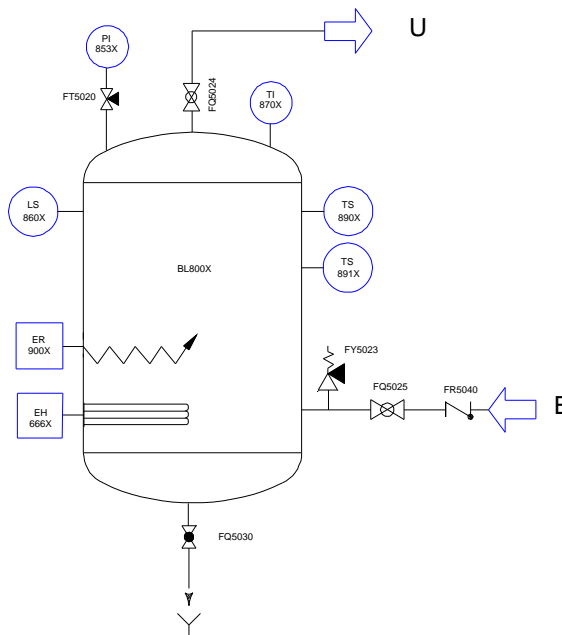 U
PI
853X
FT5020
FQ5024
TI
870X
LS
860X
TS
890X
BL800X
TS
891X
ER
900X
FY5023
EH
666X
FQ5025
FR5040
E
FQ5030